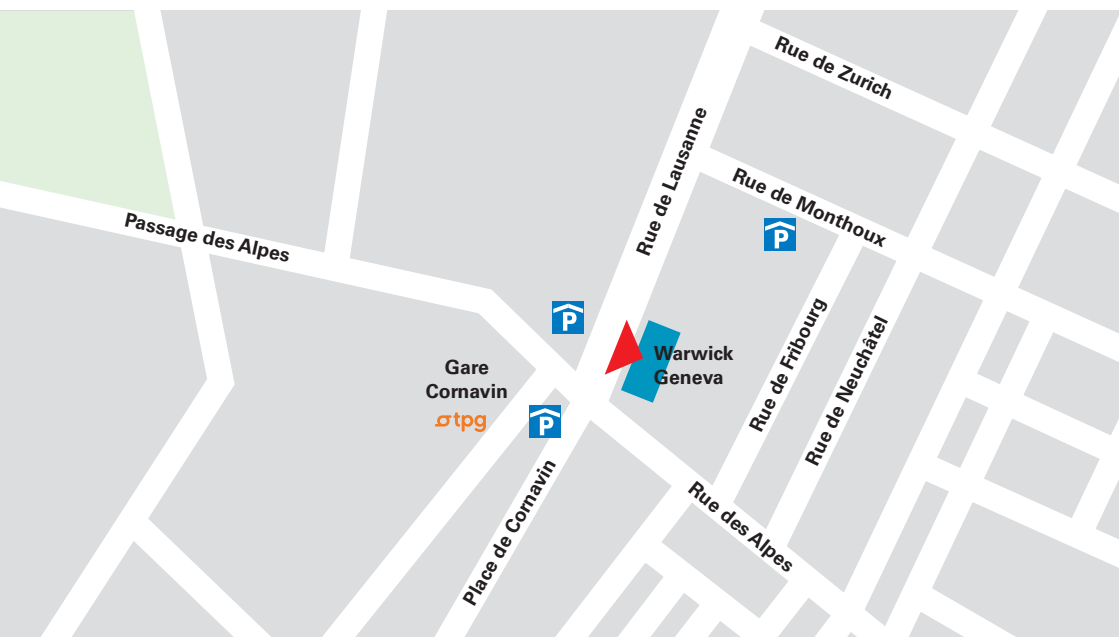 Rue de Zurich
Rue de Lausanne
Rue de Monthoux
P
Passage des Alpes
P
Rue de Fribourg
Rue de Neuchâtel
Warwick
Geneva
Gare
Cornavin
tpg
P
Place de Cornavin
Rue des Alpes